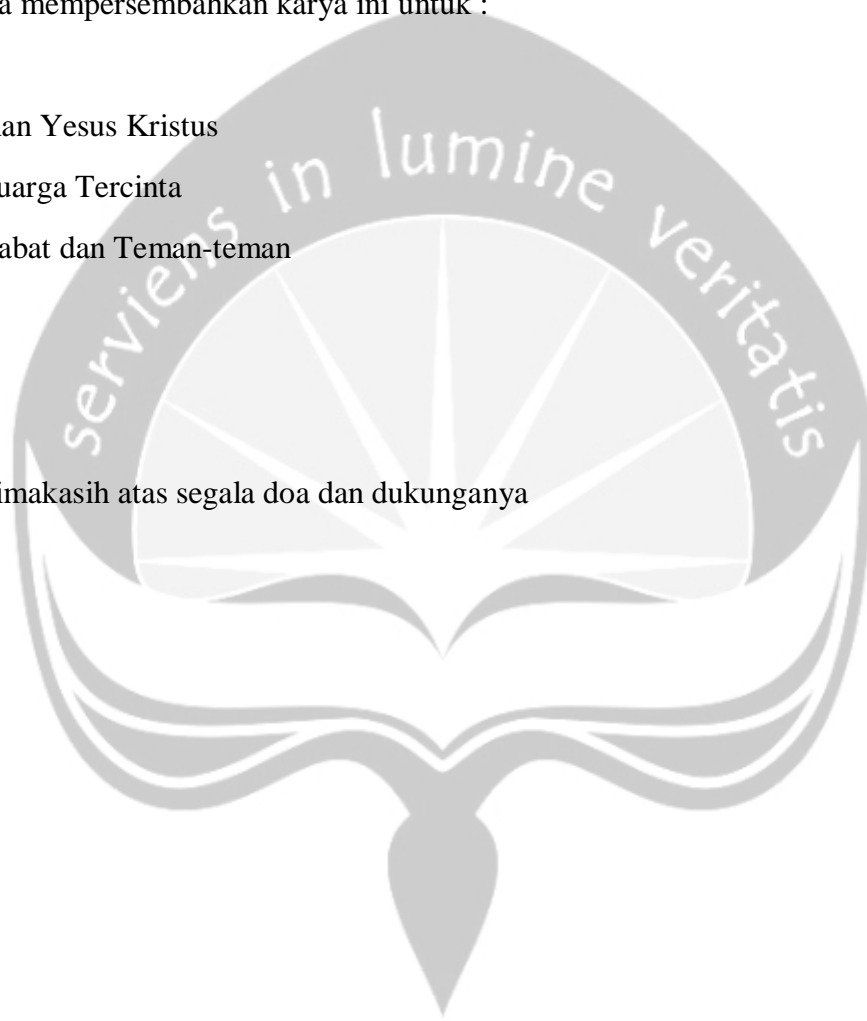 a mempersembahkan karya ini untuk :
an Yesus Kristus
uarga Tercinta
abat dan Teman-teman
imakasih atas segala doa dan dukunganya
serviens in lumine veritatis